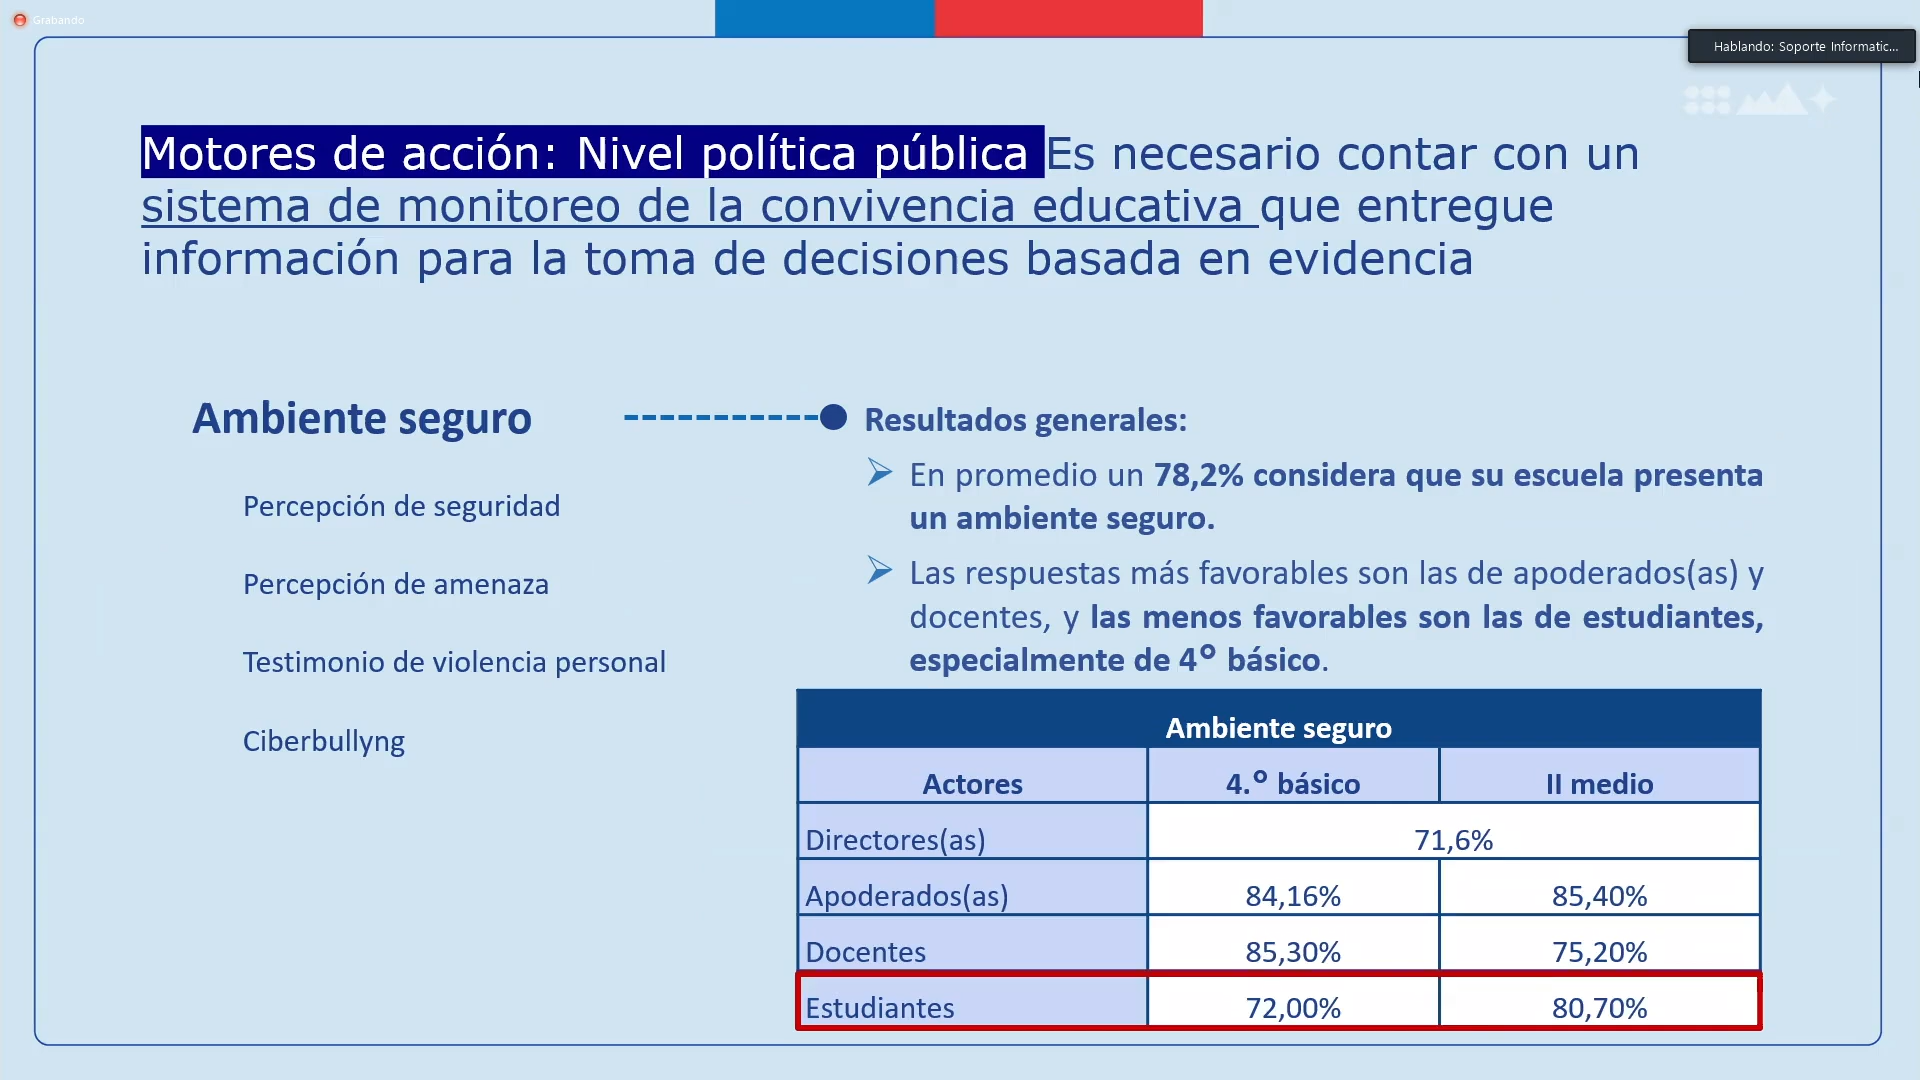 Grabando
Hablando: Soporte Informatic...
Motores de acción: Nivel política pública Es necesario contar con un
sistema de monitoreo de la convivencia educativa que entregue
información para la toma de decisiones basada en evidencia
Ambiente seguro
Percepción de seguridad
Percepción de amenaza
Testimonio de violencia personal
Ciberbullyng
Resultados generales:
En promedio un 78,2% considera que su escuela presenta
un ambiente seguro.
Las respuestas más favorables son las de apoderados(as) y
docentes, y las menos favorables son las de estudiantes,
especialmente de 4° básico.
Ambiente seguro
Actores 4.° básico II medio
Directores(as) 71,6%
Apoderados(as) 84,16% 85,40%
Docentes 85,30% 75,20%
Estudiantes 72,00% 80,70%